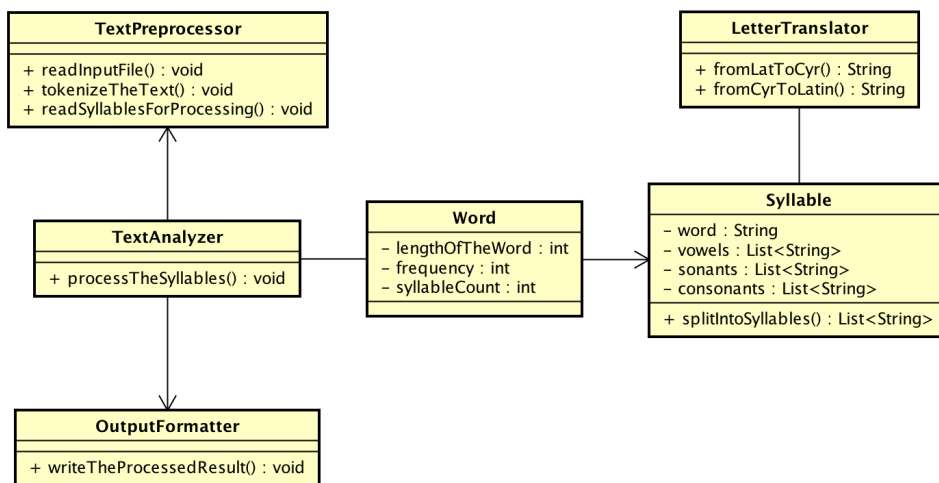 TextPreprocessor
+ readInputFile() : void
+ tokenizeTheText() : void
+ readSyllablesForProcessing() : void
LetterTranslator
+ fromLatToCyr() : String
+ fromCyrToLatin() : String
TextAnalyzer
+ processTheSyllables() : void
Word
– lengthOfTheWord : int
– frequency : int
– syllableCount : int
Syllable
– word : String
– vowels : List<String>
– sonants : List<String>
– consonants : List<String>
+ splitIntoSyllables() : List<String>
OutputFormatter
+ writeTheProcessedResult() : void